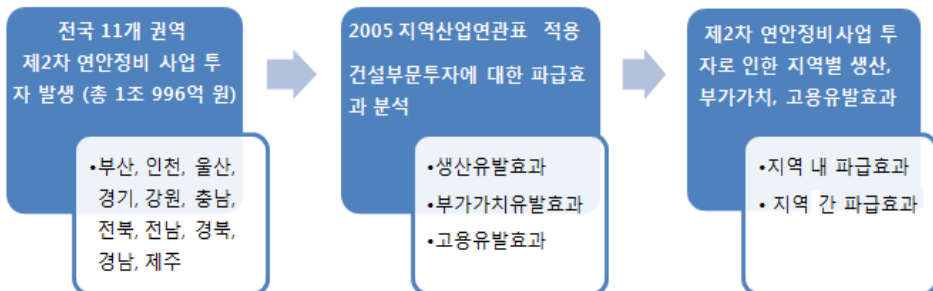 전국 11개 권역
제2차 연안정비 사업 투
자 발생 (총 1조 996억 원)
•부산, 인천, 울산,
경기, 강원, 충남,
전북, 전남, 경북,
경남, 제주
2005 지역산업연관표 적용
건설부문투자에 대한 파급효
과 분석
•생산유발효과
•부가가치유발효과
•고용유발효과
제2차 연안정비사업 투
자로 인한 지역별 생산,
부가가치, 고용유발효과
•지역 내 파급효과
• 지역 간 파급효과